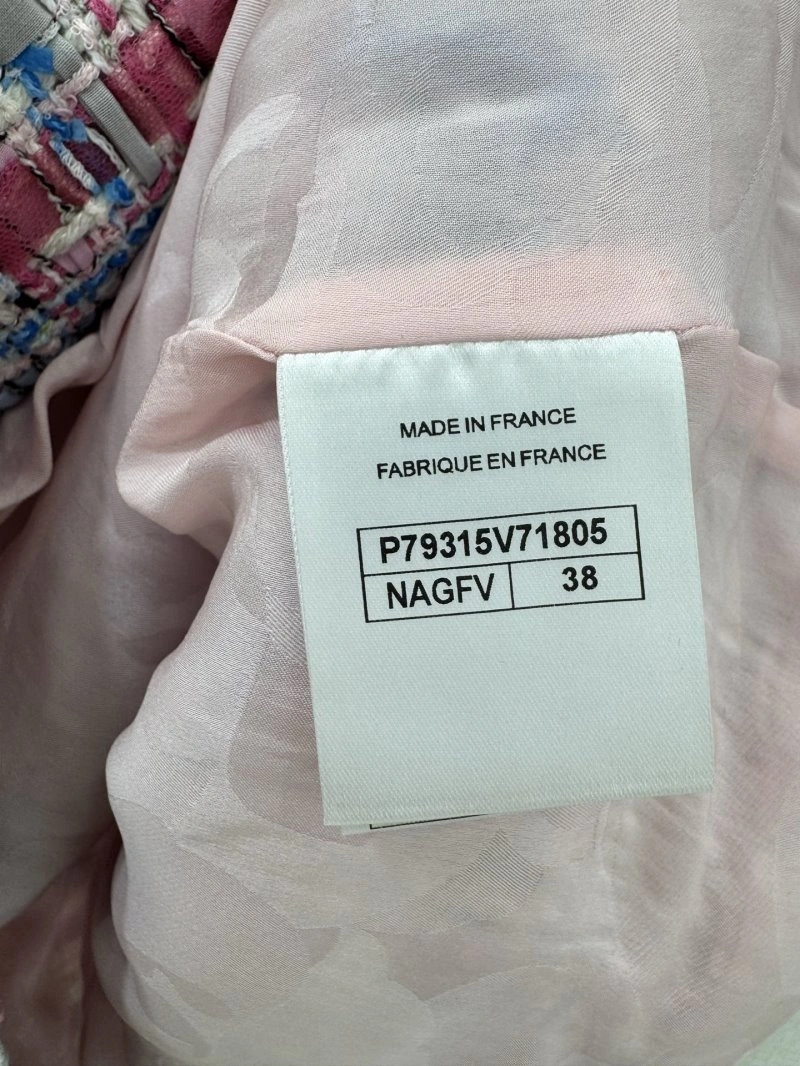 MADE IN FRANCE
FABRIQUE EN FRANCE
P79315V71805
NAGFV 38